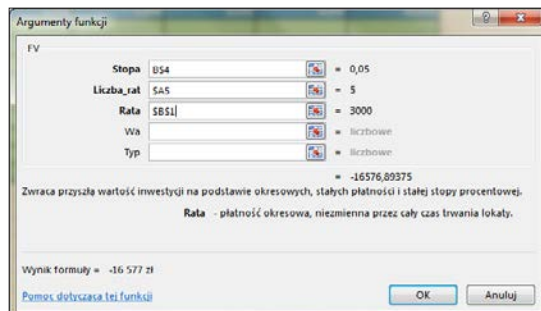 Argumenty funkcji
FV
Stopa B$4 = 0,05
Liczba_rat $A5 = 5
Rata $B$1 = 3000
Wa = liczbowe
Typ = liczbowe
= -16576,89375
Zwraca przyszłą wartość inwestycji na podstawie okresowych, stałych płatności i stałej stopy procentowej.
Rata - płatność okresowa, niezmienna przez cały czas trwania lokaty.
Wynik formuły = -16 577 zł
Pomoc dotycząca tej funkcji
OK Anuluj